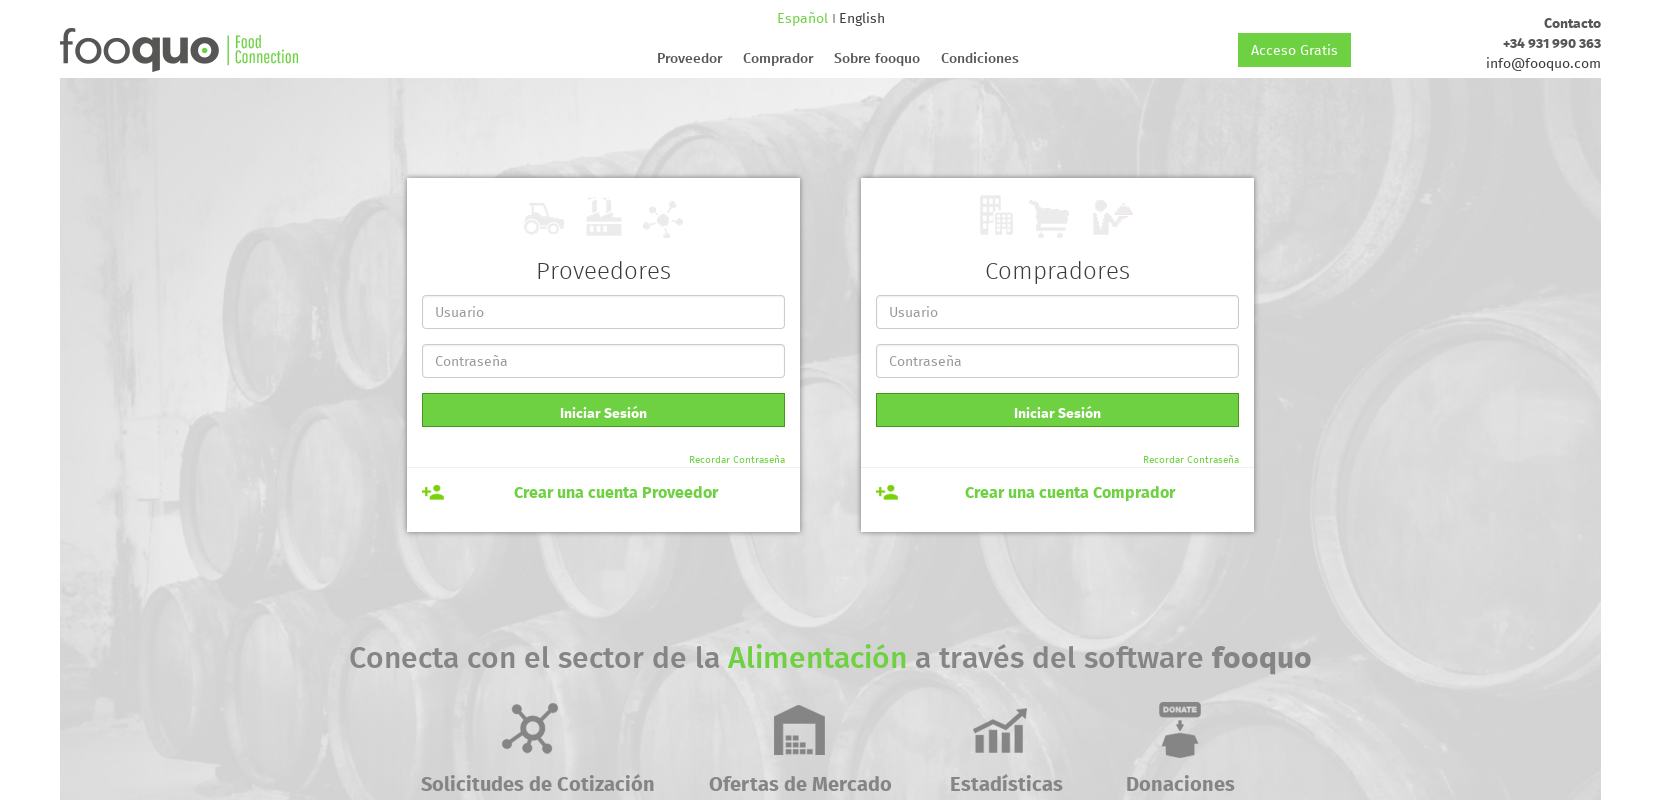 Español | English
fooquo | Food Connection
Proveedor Comprador Sobre fooquo Condiciones
Acceso Gratis
Contacto
+34 931 990 363
info@fooquo.com
Proveedores
Usuario
Contraseña
Iniciar Sesión
Recordar Contraseña
Crear una cuenta Proveedor
Compradores
Usuario
Contraseña
Iniciar Sesión
Recordar Contraseña
Crear una cuenta Comprador
Conecta con el sector de la Alimentación a través del software fooquo
DONATE
Solicitudes de Cotización
Ofertas de Mercado
Estadísticas
Donaciones